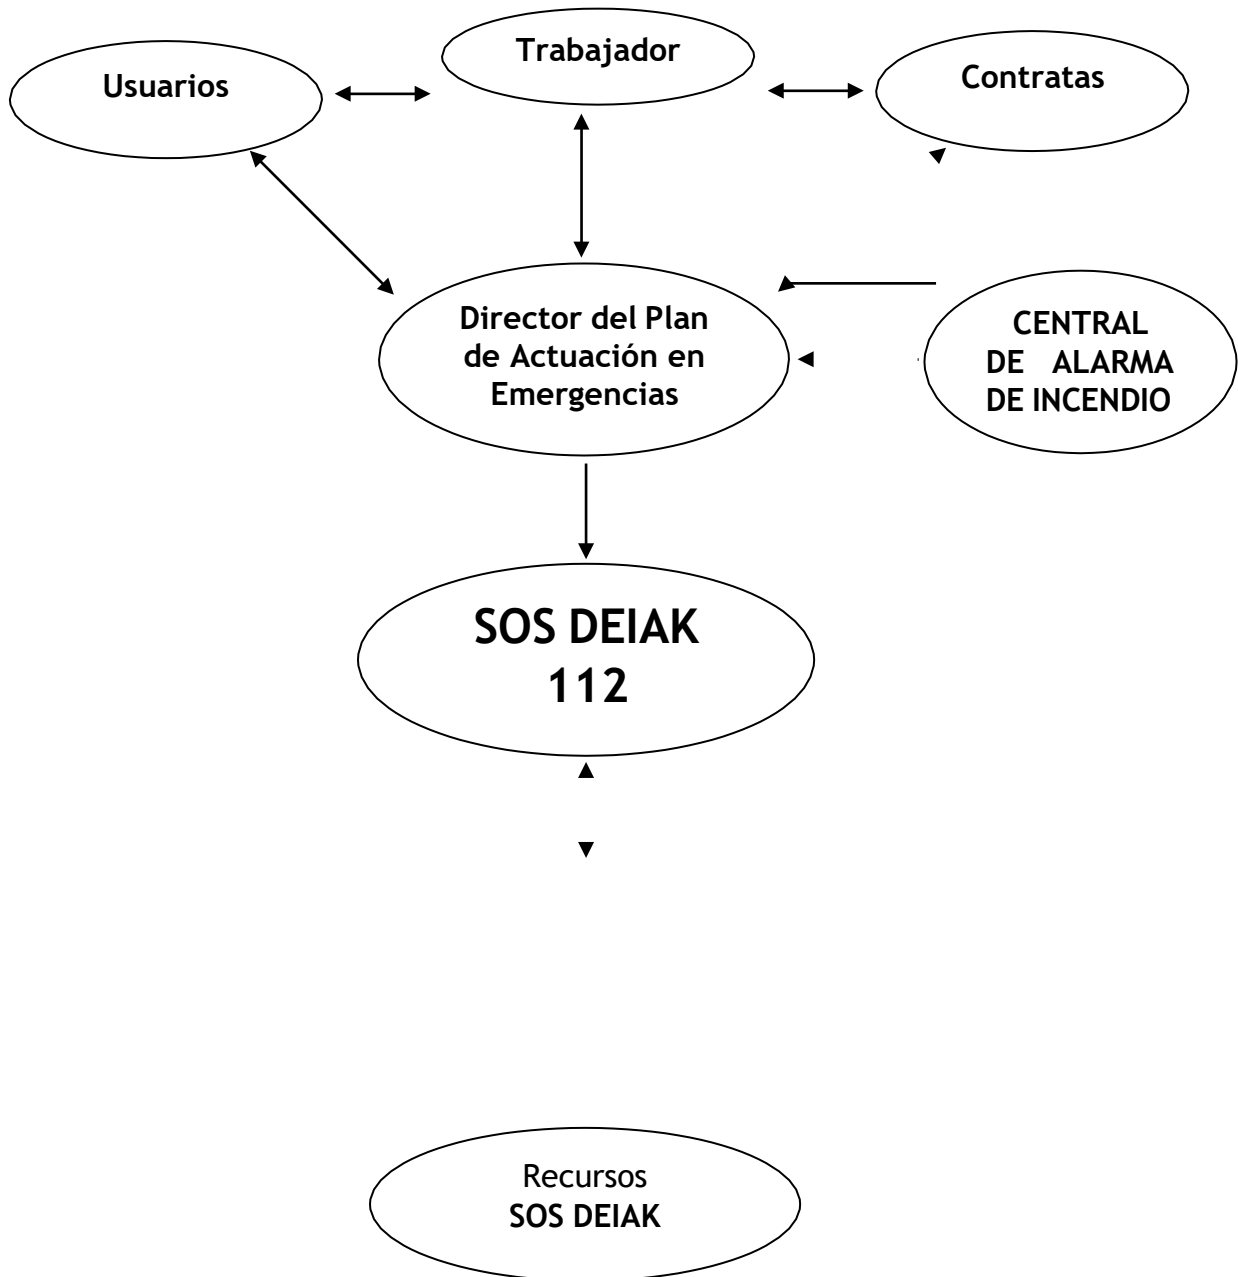 Usuarios
Trabajador
Contratas
Director del Plan
de Actuación en
Emergencias
CENTRAL
DE ALARMA
DE INCENDIO
SOS DEIAK
112
Recursos
SOS DEIAK